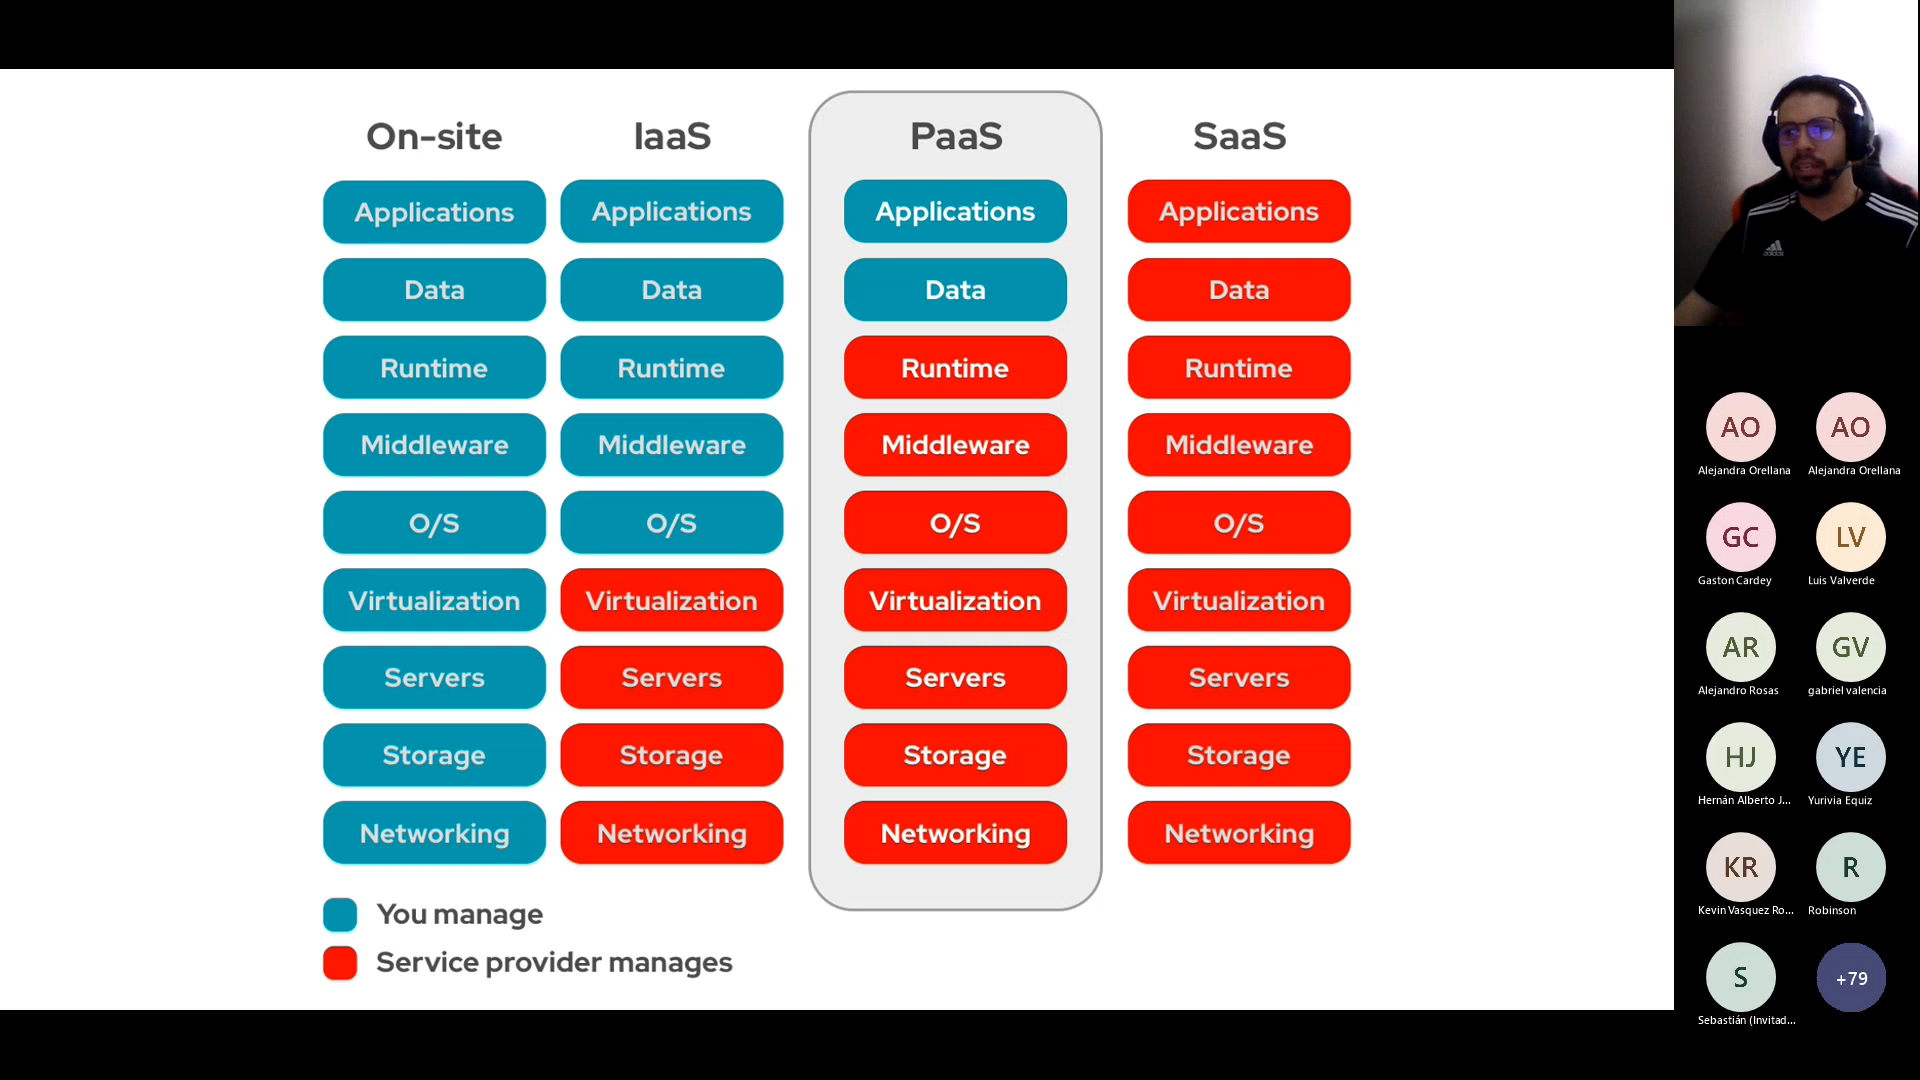 On-site IaaS PaaS SaaS
Applications Applications Applications Applications
Data Data Data Data
Runtime Runtime Runtime Runtime
Middleware Middleware Middleware Middleware
O/S O/S O/S O/S
Virtualization Virtualization Virtualization Virtualization
Servers Servers Servers Servers
Storage Storage Storage Storage
Networking Networking Networking Networking
You manage
Service provider manages
AO AO
Alejandra Orellana Alejandra Orellana
GC LV
Gaston Cardey Luis Valverde
AR GV
Alejandro Rosas gabriel valencia
HJ YE
Hernán Alberto J... Yurivia Equiz
KR R
Kevin Vasquez Ro... Robinson
S +79
Sebastián (Invitad...